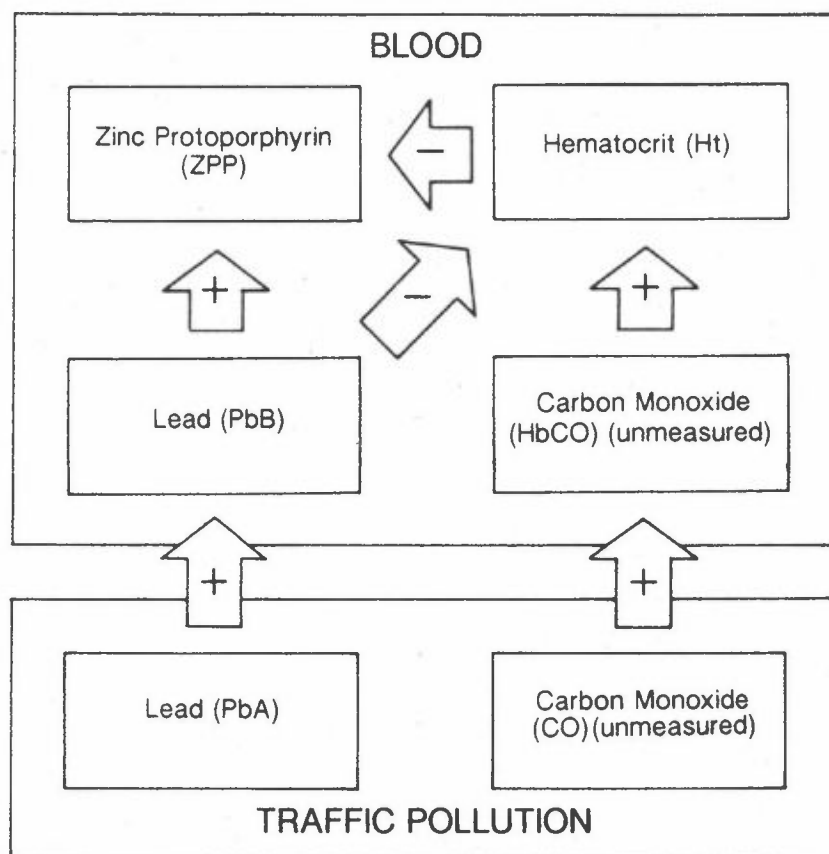 BLOOD
Zinc Protoporphyrin
(ZPP)
−
Hematocrit (Ht)
+
−
+
Lead (PbB)
Carbon Monoxide
(HbCO) (unmeasured)
+
+
Lead (PbA)
Carbon Monoxide
(CO)(unmeasured)
TRAFFIC POLLUTION